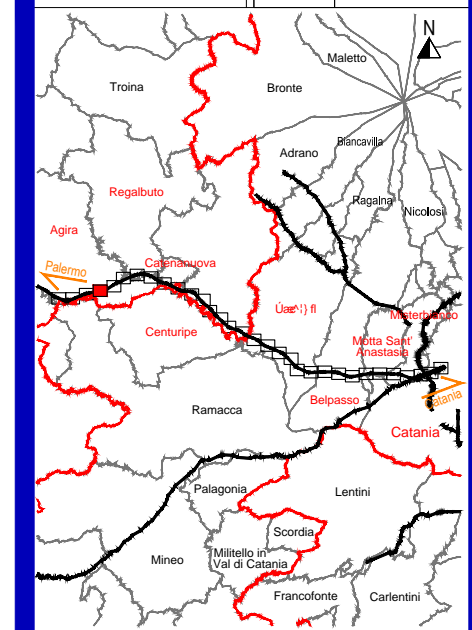 N
Maletto
Troina
Bronte
Biancavilla
Adrano
Regalbuto
Ragalna
Nicolosi
Agira
Catenanuova
Palermo
Misterbianco
Centuripe
Motta Sant'
Anastasia
Belpasso
Catania
Ramacca
Catania
Palagonia
Lentini
Scordia
Mineo
Militello in
Val di Catania
Francofonte
Carlentini